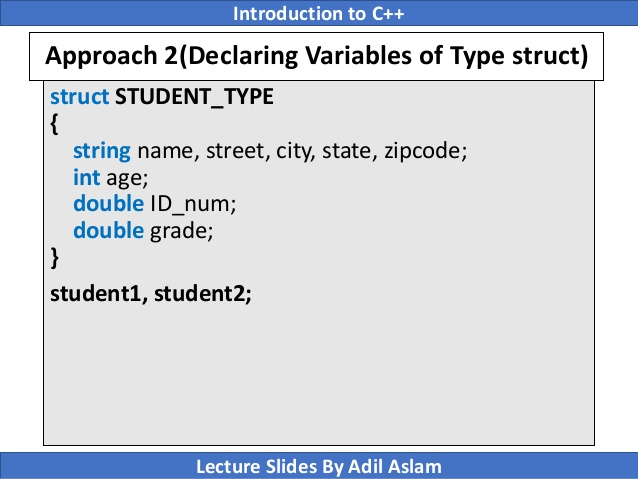 Introduction to C++
Approach 2(Declaring Variables of Type struct)
struct STUDENT_TYPE
{
string name, street, city, state, zipcode;
int age;
double ID_num;
double grade;
}
student1, student2;
Lecture Slides By Adil Aslam